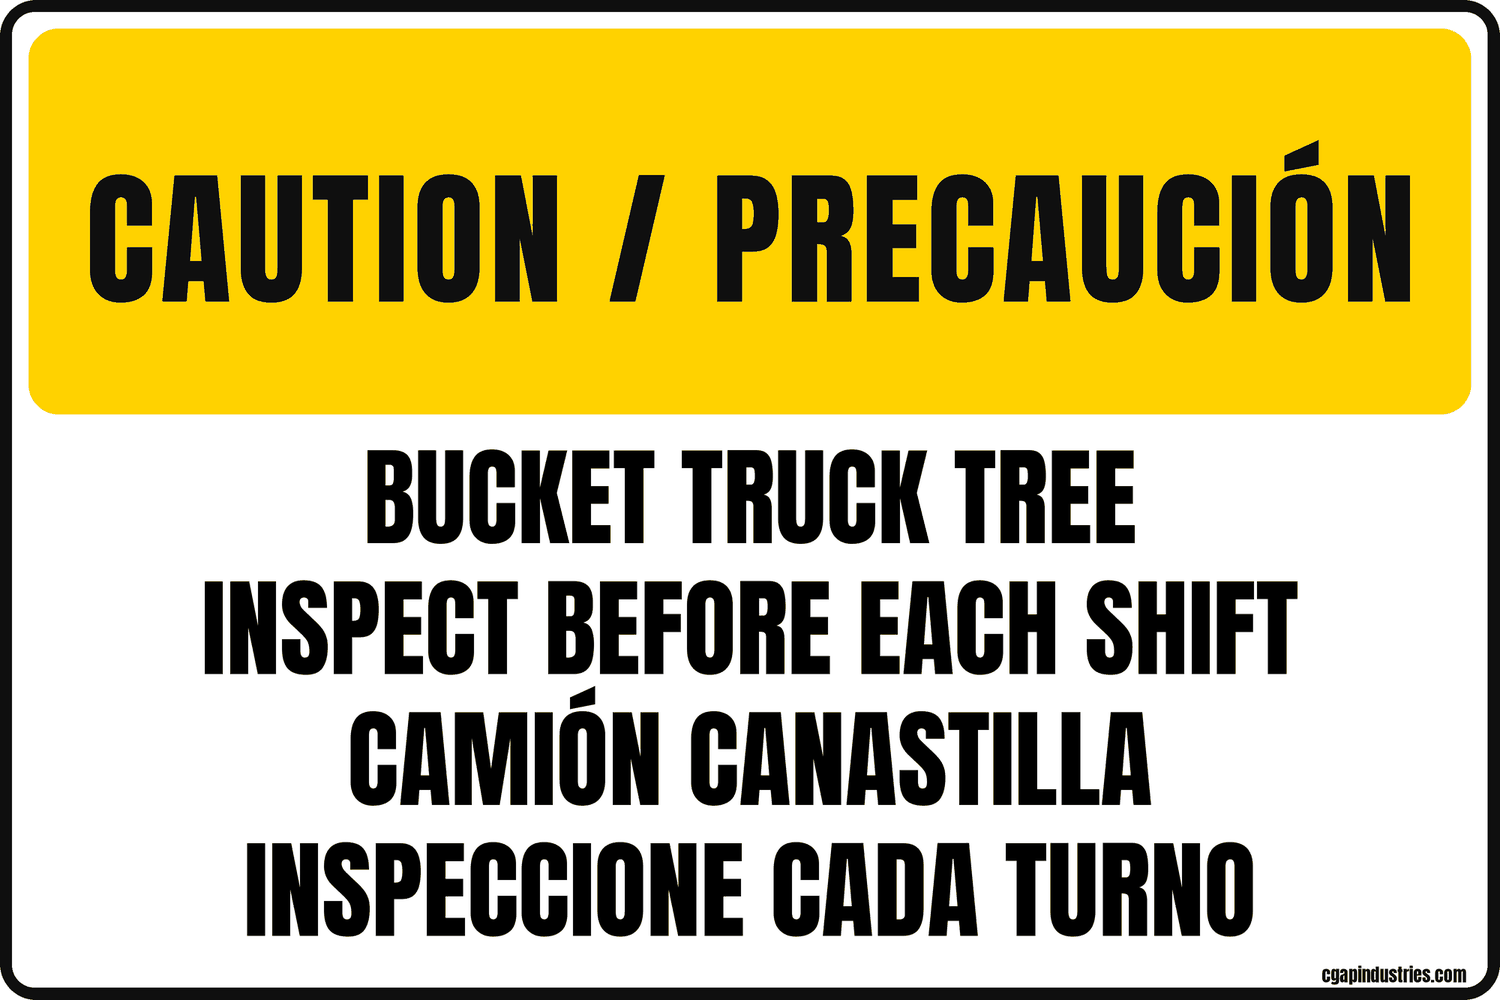 CAUTION / PRECAUCIÓN
BUCKET TRUCK TREE
INSPECT BEFORE EACH SHIFT
CAMIÓN CANASTILLA
INSPECCIONE CADA TURNO
cgapindustries.com